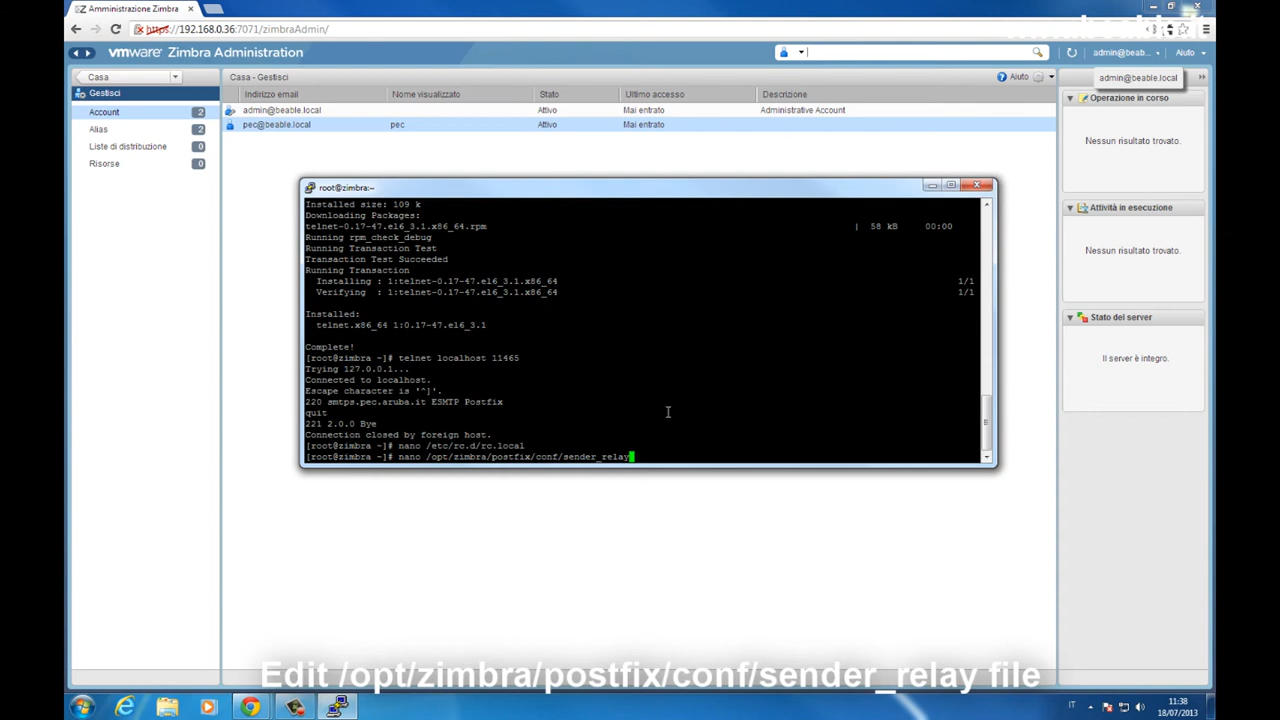 Amministrazione Zimbra
https://192.168.0.36:7071/zimbraAdmin/
vmware Zimbra Administration
admin@beab...
Aiuto
Casa
Casa - Gestisci
Aiuto
admin@beable.local
Gestisci
Indirizzo email
Nome visualizzato
Stato
Ultimo accesso
Descrizione
Operazione in corso
Account
2
admin@beable.local
Attivo
Mai entrato
Administrative Account
Alias
2
pec@beable.local
pec
Attivo
Mai entrato
Liste di distribuzione
0
Nessun risultato trovato.
Risorse
0
root@zimbra:~
Attività in esecuzione
Nessun risultato trovato.
Stato del server
Il server è integro.
Installed size: 109 k
Downloading Packages:
telnet-0.17-47.el6_3.1.x86_64.rpm | 58 kB 00:00
Running rpm_check_debug
Running Transaction Test
Transaction Test Succeeded
Running Transaction
Installing : 1:telnet-0.17-47.el6_3.1.x86_64 1/1
Verifying : 1:telnet-0.17-47.el6_3.1.x86_64 1/1
Installed:
telnet.x86_64 1:0.17-47.el6_3.1
Complete!
[root@zimbra ~]# telnet localhost 11465
Trying 127.0.0.1...
Connected to localhost.
Escape character is '^]'.
220 smtps.pec.aruba.it ESMTP Postfix
quit
221 2.0.0 Bye
Connection closed by foreign host.
[root@zimbra ~]# nano /etc/rc.d/rc.local
[root@zimbra ~]# nano /opt/zimbra/postfix/conf/sender_relay
Edit /opt/zimbra/postfix/conf/sender_relay file
IT
11:38
18/07/2013